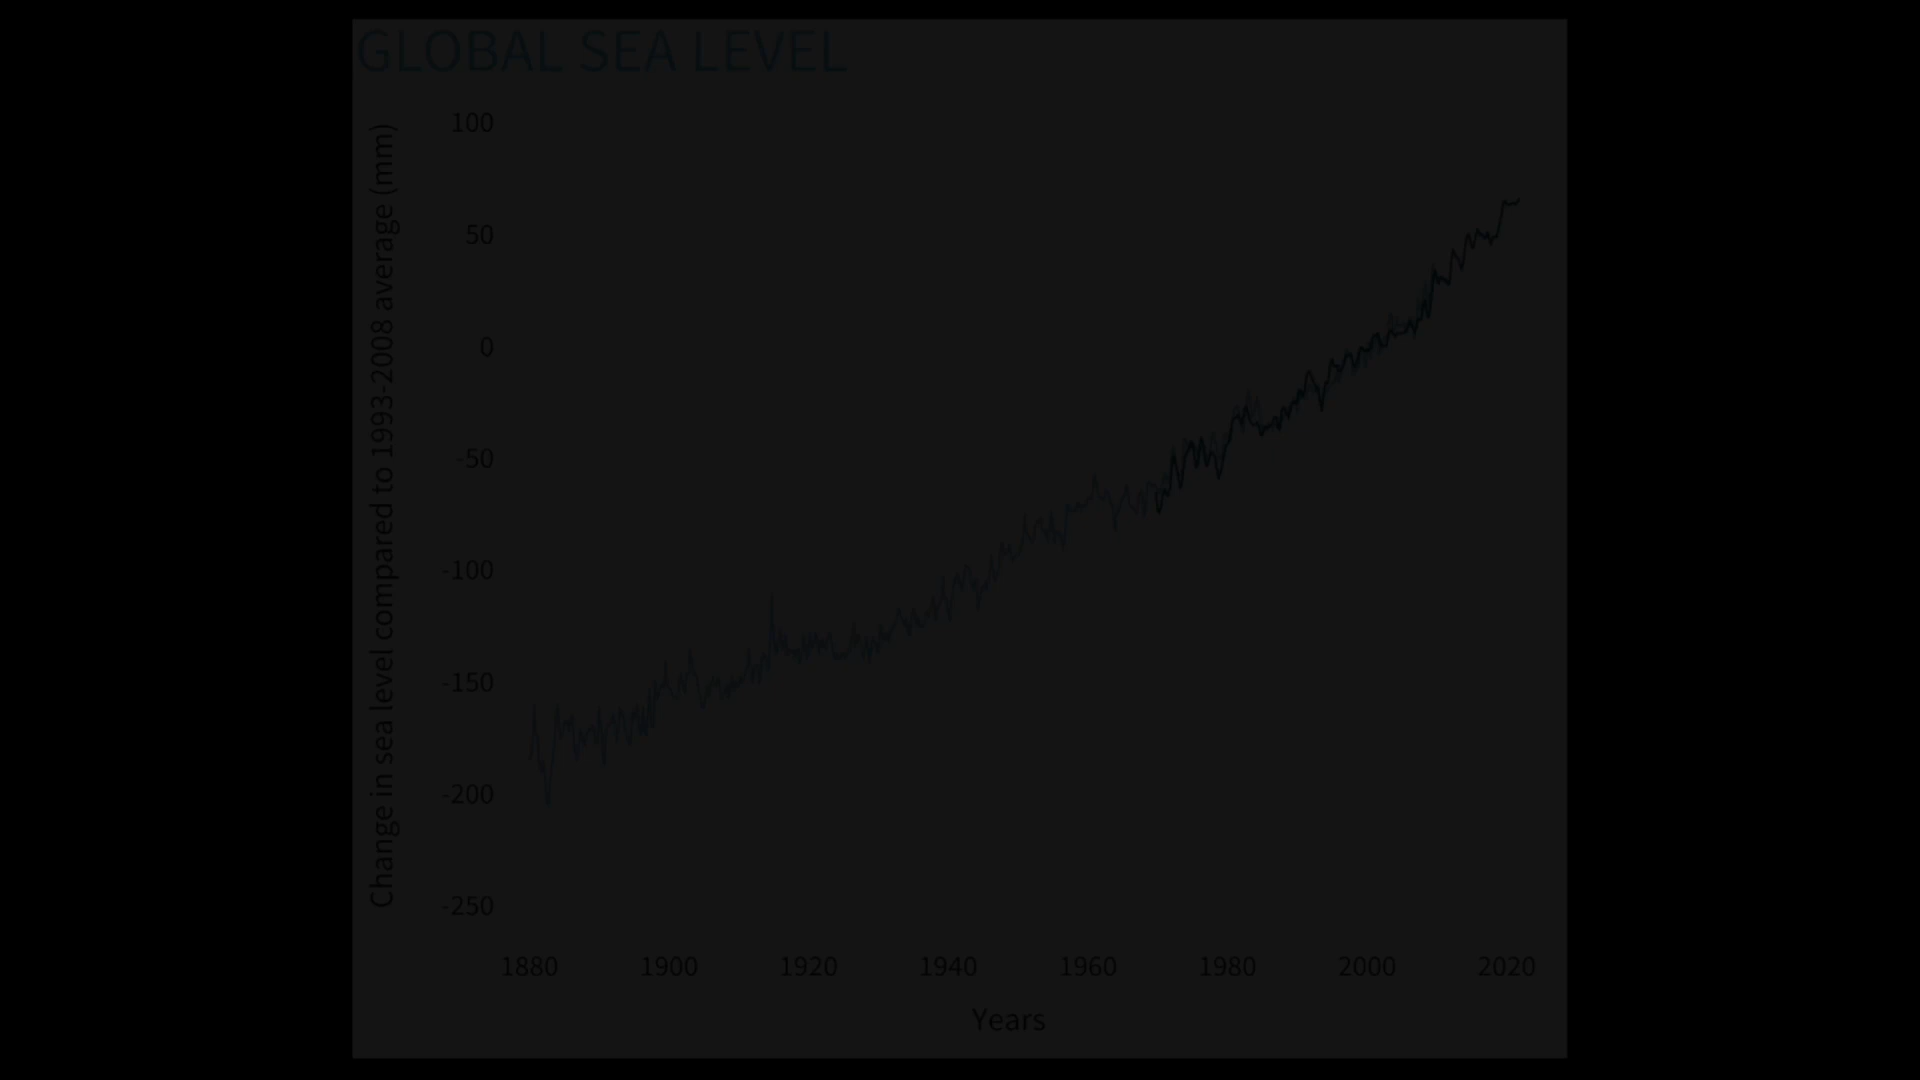 GLOBAL SEA LEVEL
Change in sea level compared to 1993-2008 average (mm)
100
50
0
-50
-100
-150
-200
-250
1880 1900 1920 1940 1960 1980 2000 2020
Years